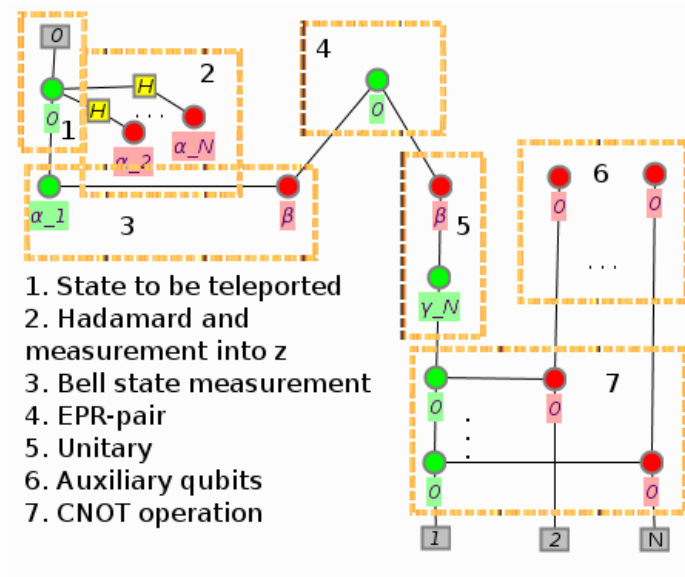 0
4
2
H
H
. . .
0
1
0
α_2
α_N
6
α_1
3
β
β
5
0
0
. . .
γ_N
1. State to be teleported
2. Hadamard and
measurement into z
3. Bell state measurement
4. EPR-pair
5. Unitary
6. Auxiliary qubits
7. CNOT operation
7
0
0
. . .
0
0
1
2
N